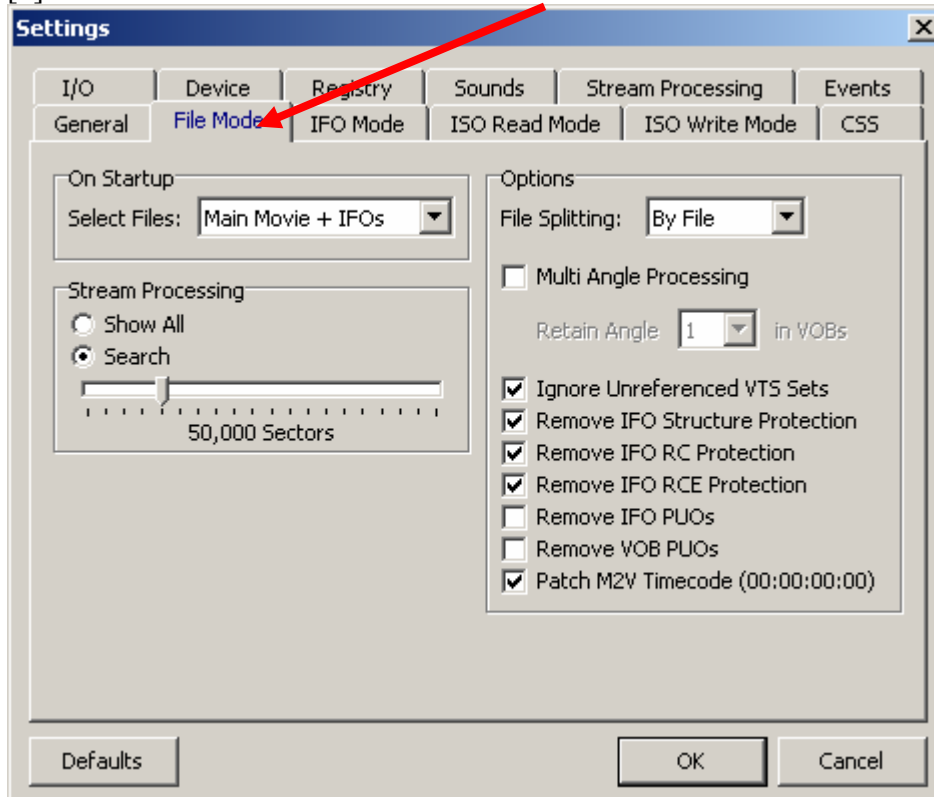 Settings
I/O Device Registry Sounds Stream Processing Events
General File Mode IFO Mode ISO Read Mode ISO Write Mode CSS
On Startup
Select Files: Main Movie + IFOs
Stream Processing
Show All
Search
50,000 Sectors
Options
File Splitting: By File
Multi Angle Processing
Retain Angle 1 in VOBs
Ignore Unreferenced VTS Sets
Remove IFO Structure Protection
Remove IFO RC Protection
Remove IFO RCE Protection
Remove IFO PUOs
Remove VOB PUOs
Patch M2V Timecode (00:00:00:00)
Defaults OK Cancel